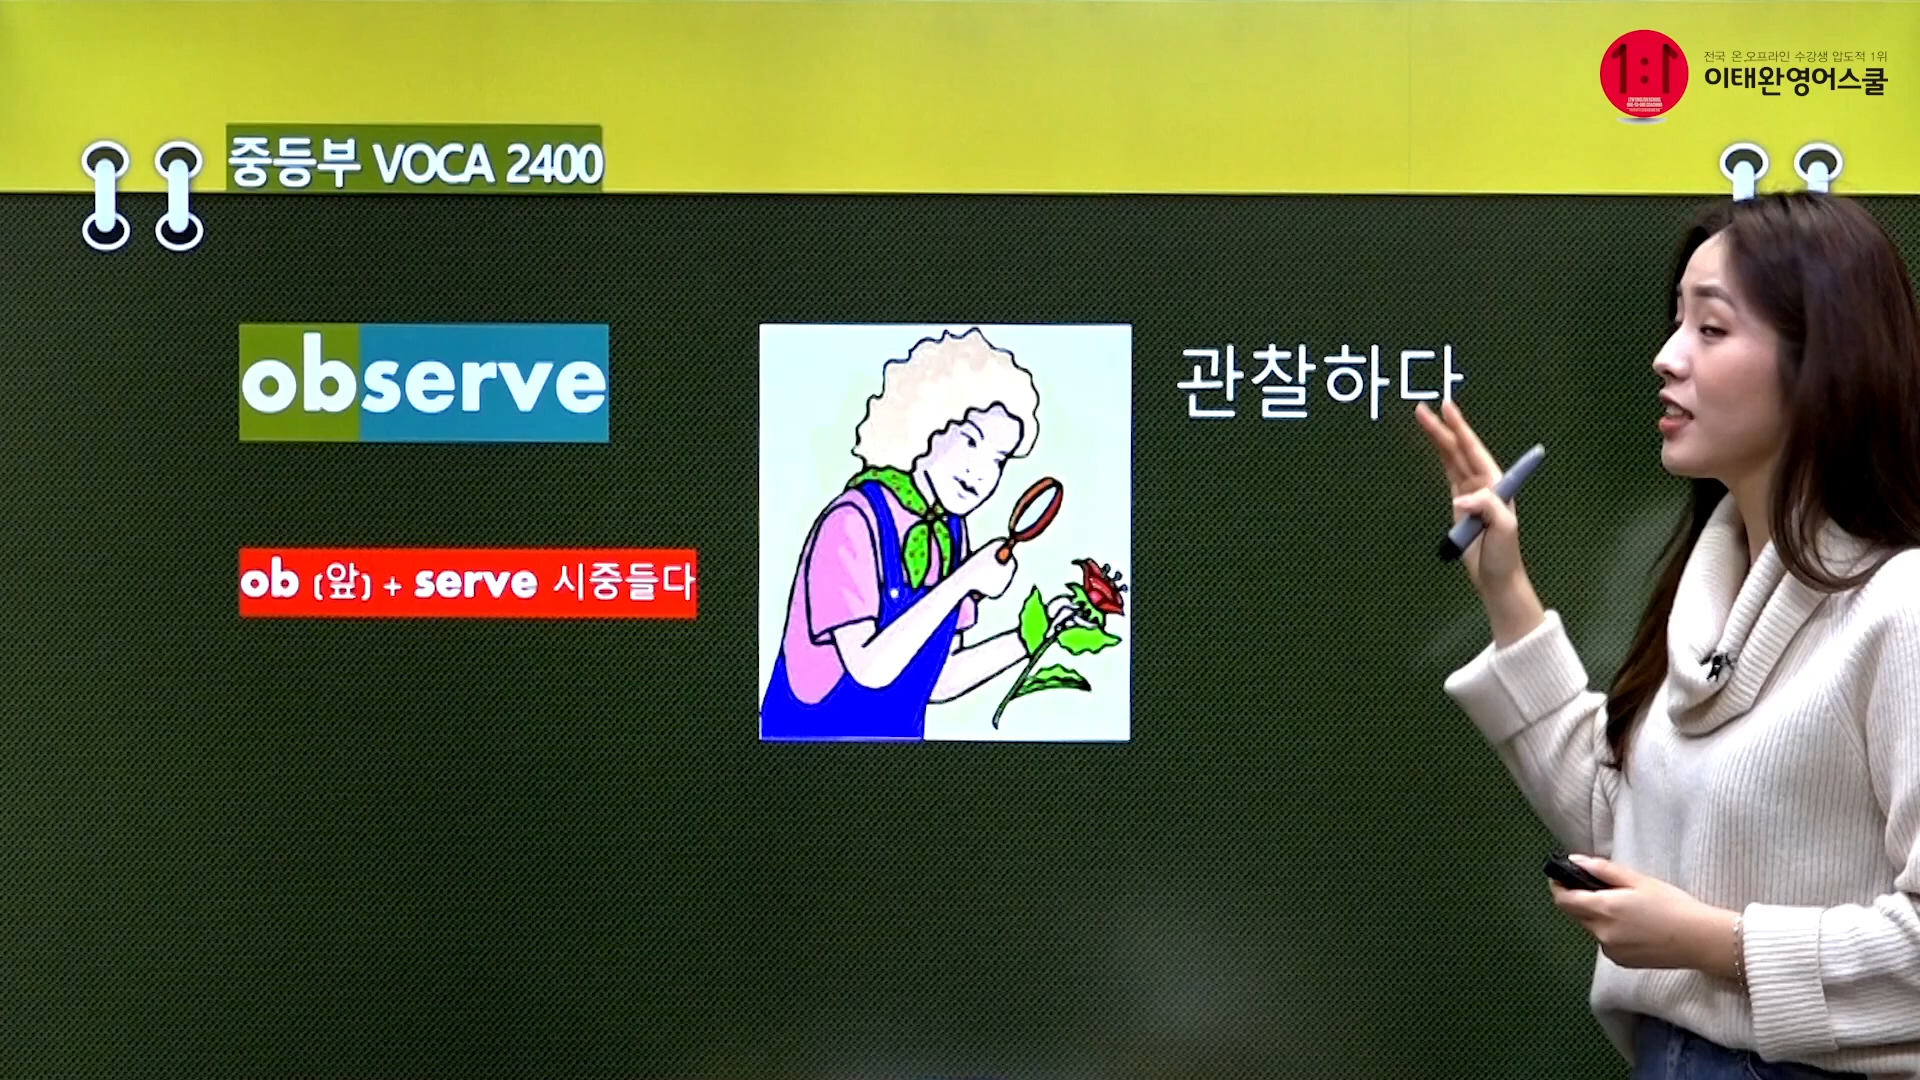 전국 온,오프라인 수강생 압도적 1위
이태완영어스쿨
1:1
중등부 VOCA 2400
observe
관찰하다
ob (앞) + serve 시중들다